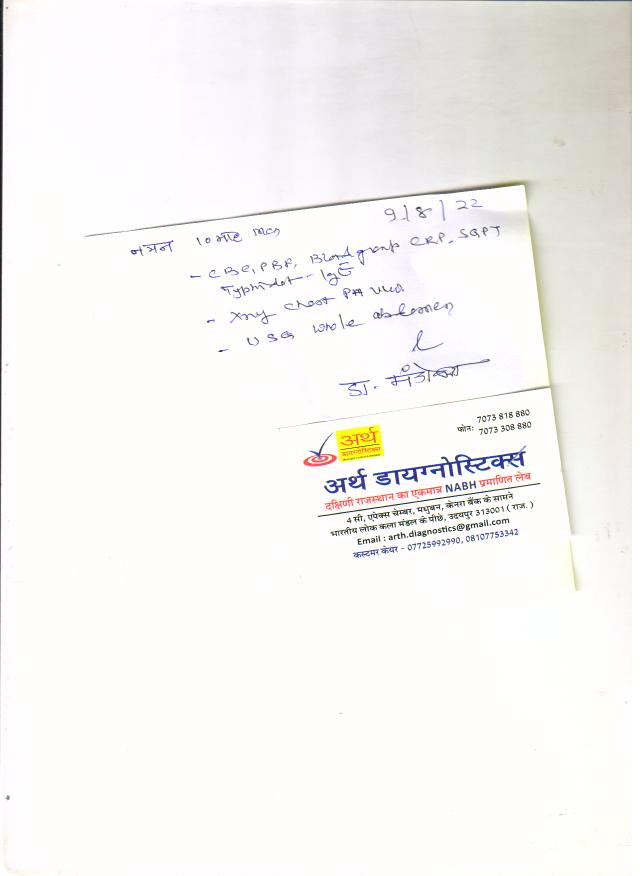 9/8/22
10 माह
- CBC, PBF, Blood group CRP, SGPT
Typhidot - IgG
- Xray Chest PA View
- USG whole abdomen
डा.
अर्थ
डायग्नोस्टिक्स
फोन: 7073 818 880
7073 308 880
अर्थ डायग्नोस्टिक्स
दक्षिणी राजस्थान का एकमात्र NABH प्रमाणित लेब
4 सी, एपेक्स चेम्बर, मधुबन, केनरा बैंक के सामने
भारतीय लोक कला मंडल के पीछे, उदयपुर 313001 ( राज. )
Email : arth.diagnostics@gmail.com
कस्टमर केयर - 07725992990, 08107753342